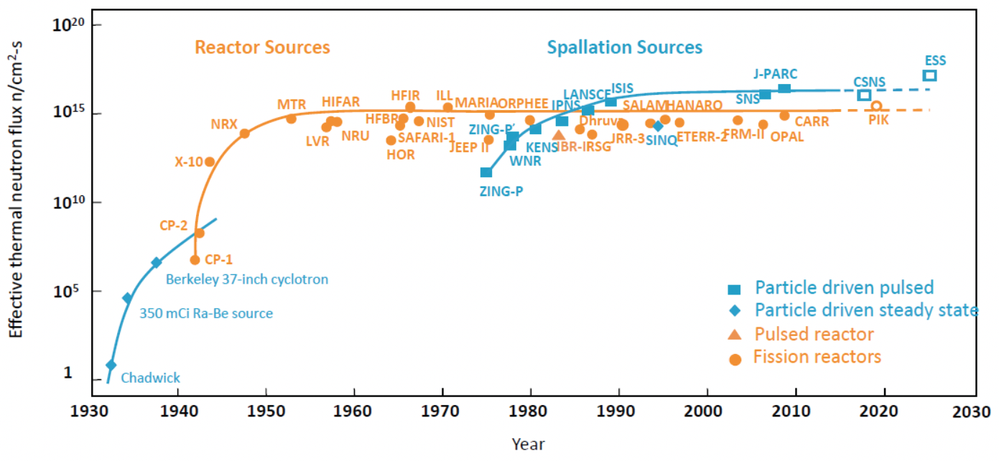 Effective thermal neutron flux n/cm²-s
10²⁰
10¹⁵
10¹⁰
10⁵
1
Reactor Sources
Spallation Sources
ESS
J-PARC
CSNS
SNS
PIK
CARR
OPAL
FRM-II
ETERR-2
HANARO
SALAM
SINQ
JRR-3
ISIS
LANSCE
IPNS
Dhruv
IBR-IRSG
KENS
WNR
ZING-P'
ZING-P
ORPHEE
MARIA
JEEP II
ILL
HFIR
NIST
HFBR
SAFARI-1
HOR
HIFAR
NRU
LVR
MTR
NRX
X-10
CP-2
CP-1
Berkeley 37-inch cyclotron
350 mCi Ra-Be source
Chadwick
Particle driven pulsed
Particle driven steady state
Pulsed reactor
Fission reactors
1930 1940 1950 1960 1970 1980 1990 2000 2010 2020 2030
Year